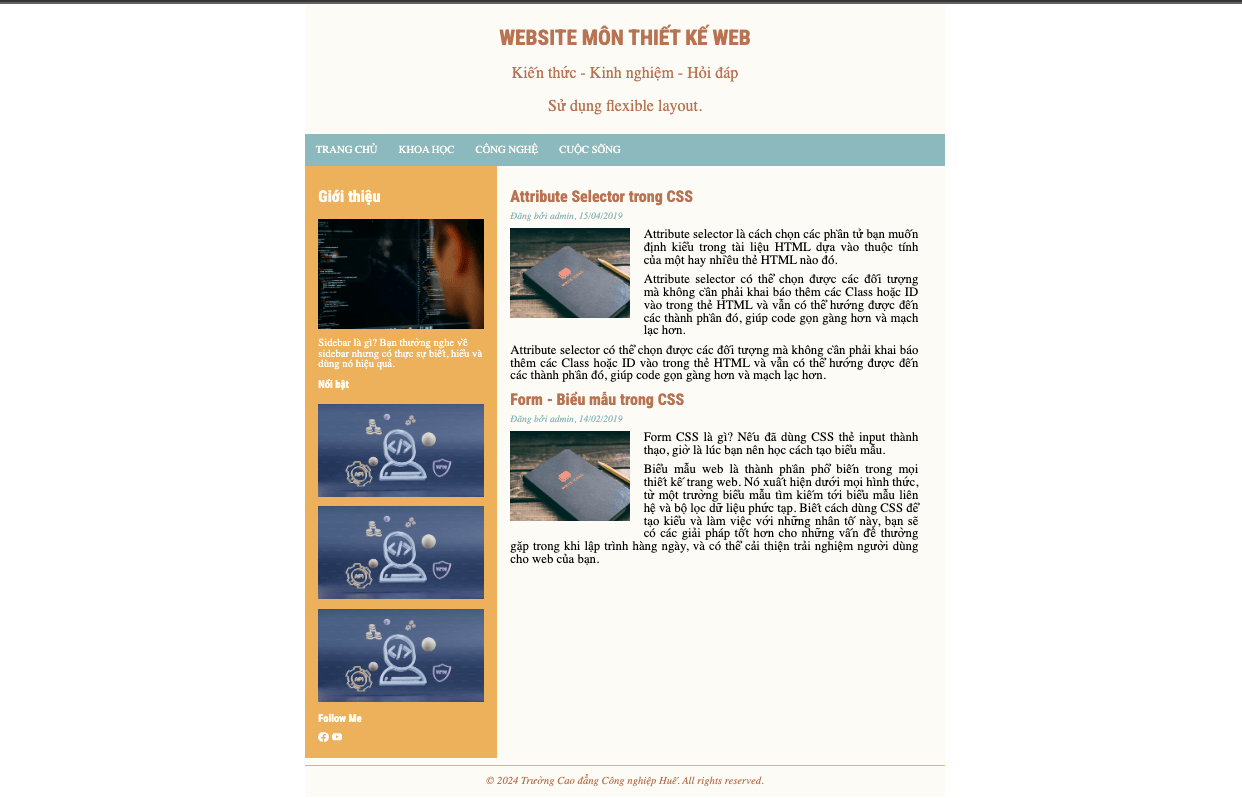 WEBSITE MÔN THIẾT KẾ WEB
Kiến thức - Kinh nghiệm - Hỏi đáp
Sử dụng flexible layout.
TRANG CHỦ KHOA HỌC CÔNG NGHỆ CUỘC SỐNG
Giới thiệu
Sidebar là gì? Bạn thường nghe về
sidebar nhưng có thực sự biết, hiểu và
dùng nó hiệu quả.
Nổi bật
</>
API
</>
API
</>
API
Follow Me
Attribute Selector trong CSS
Đăng bởi admin, 15/04/2019
Attribute selector là cách chọn các phần tử bạn muốn
định kiểu trong tài liệu HTML dựa vào thuộc tính
của một hay nhiều thẻ HTML nào đó.
Attribute selector có thể chọn được các đối tượng
mà không cần phải khai báo thêm các Class hoặc ID
vào trong thẻ HTML và vẫn có thể hướng được đến
các thành phần đó, giúp code gọn gàng hơn và mạch
lạc hơn.
Attribute selector có thể chọn được các đối tượng mà không cần phải khai báo
thêm các Class hoặc ID vào trong thẻ HTML và vẫn có thể hướng được đến
các thành phần đó, giúp code gọn gàng hơn và mạch lạc hơn.
Form - Biểu mẫu trong CSS
Đăng bởi admin, 14/02/2019
Form CSS là gì? Nếu đã dùng CSS thẻ input thành
thạo, giờ là lúc bạn nên học cách tạo biểu mẫu.
Biểu mẫu web là thành phần phổ biến trong mọi
thiết kế trang web. Nó xuất hiện dưới mọi hình thức,
từ một trường biểu mẫu tìm kiếm tới biểu mẫu liên
hệ và bộ lọc dữ liệu phức tạp. Biết cách dùng CSS để
tạo kiểu và làm việc với những nhân tố này, bạn sẽ
có các giải pháp tốt hơn cho những vấn đề thường
gặp trong khi lập trình hàng ngày, và có thể cải thiện trải nghiệm người dùng
cho web của bạn.
© 2024 Trường Cao đẳng Công nghiệp Huế. All rights reserved.